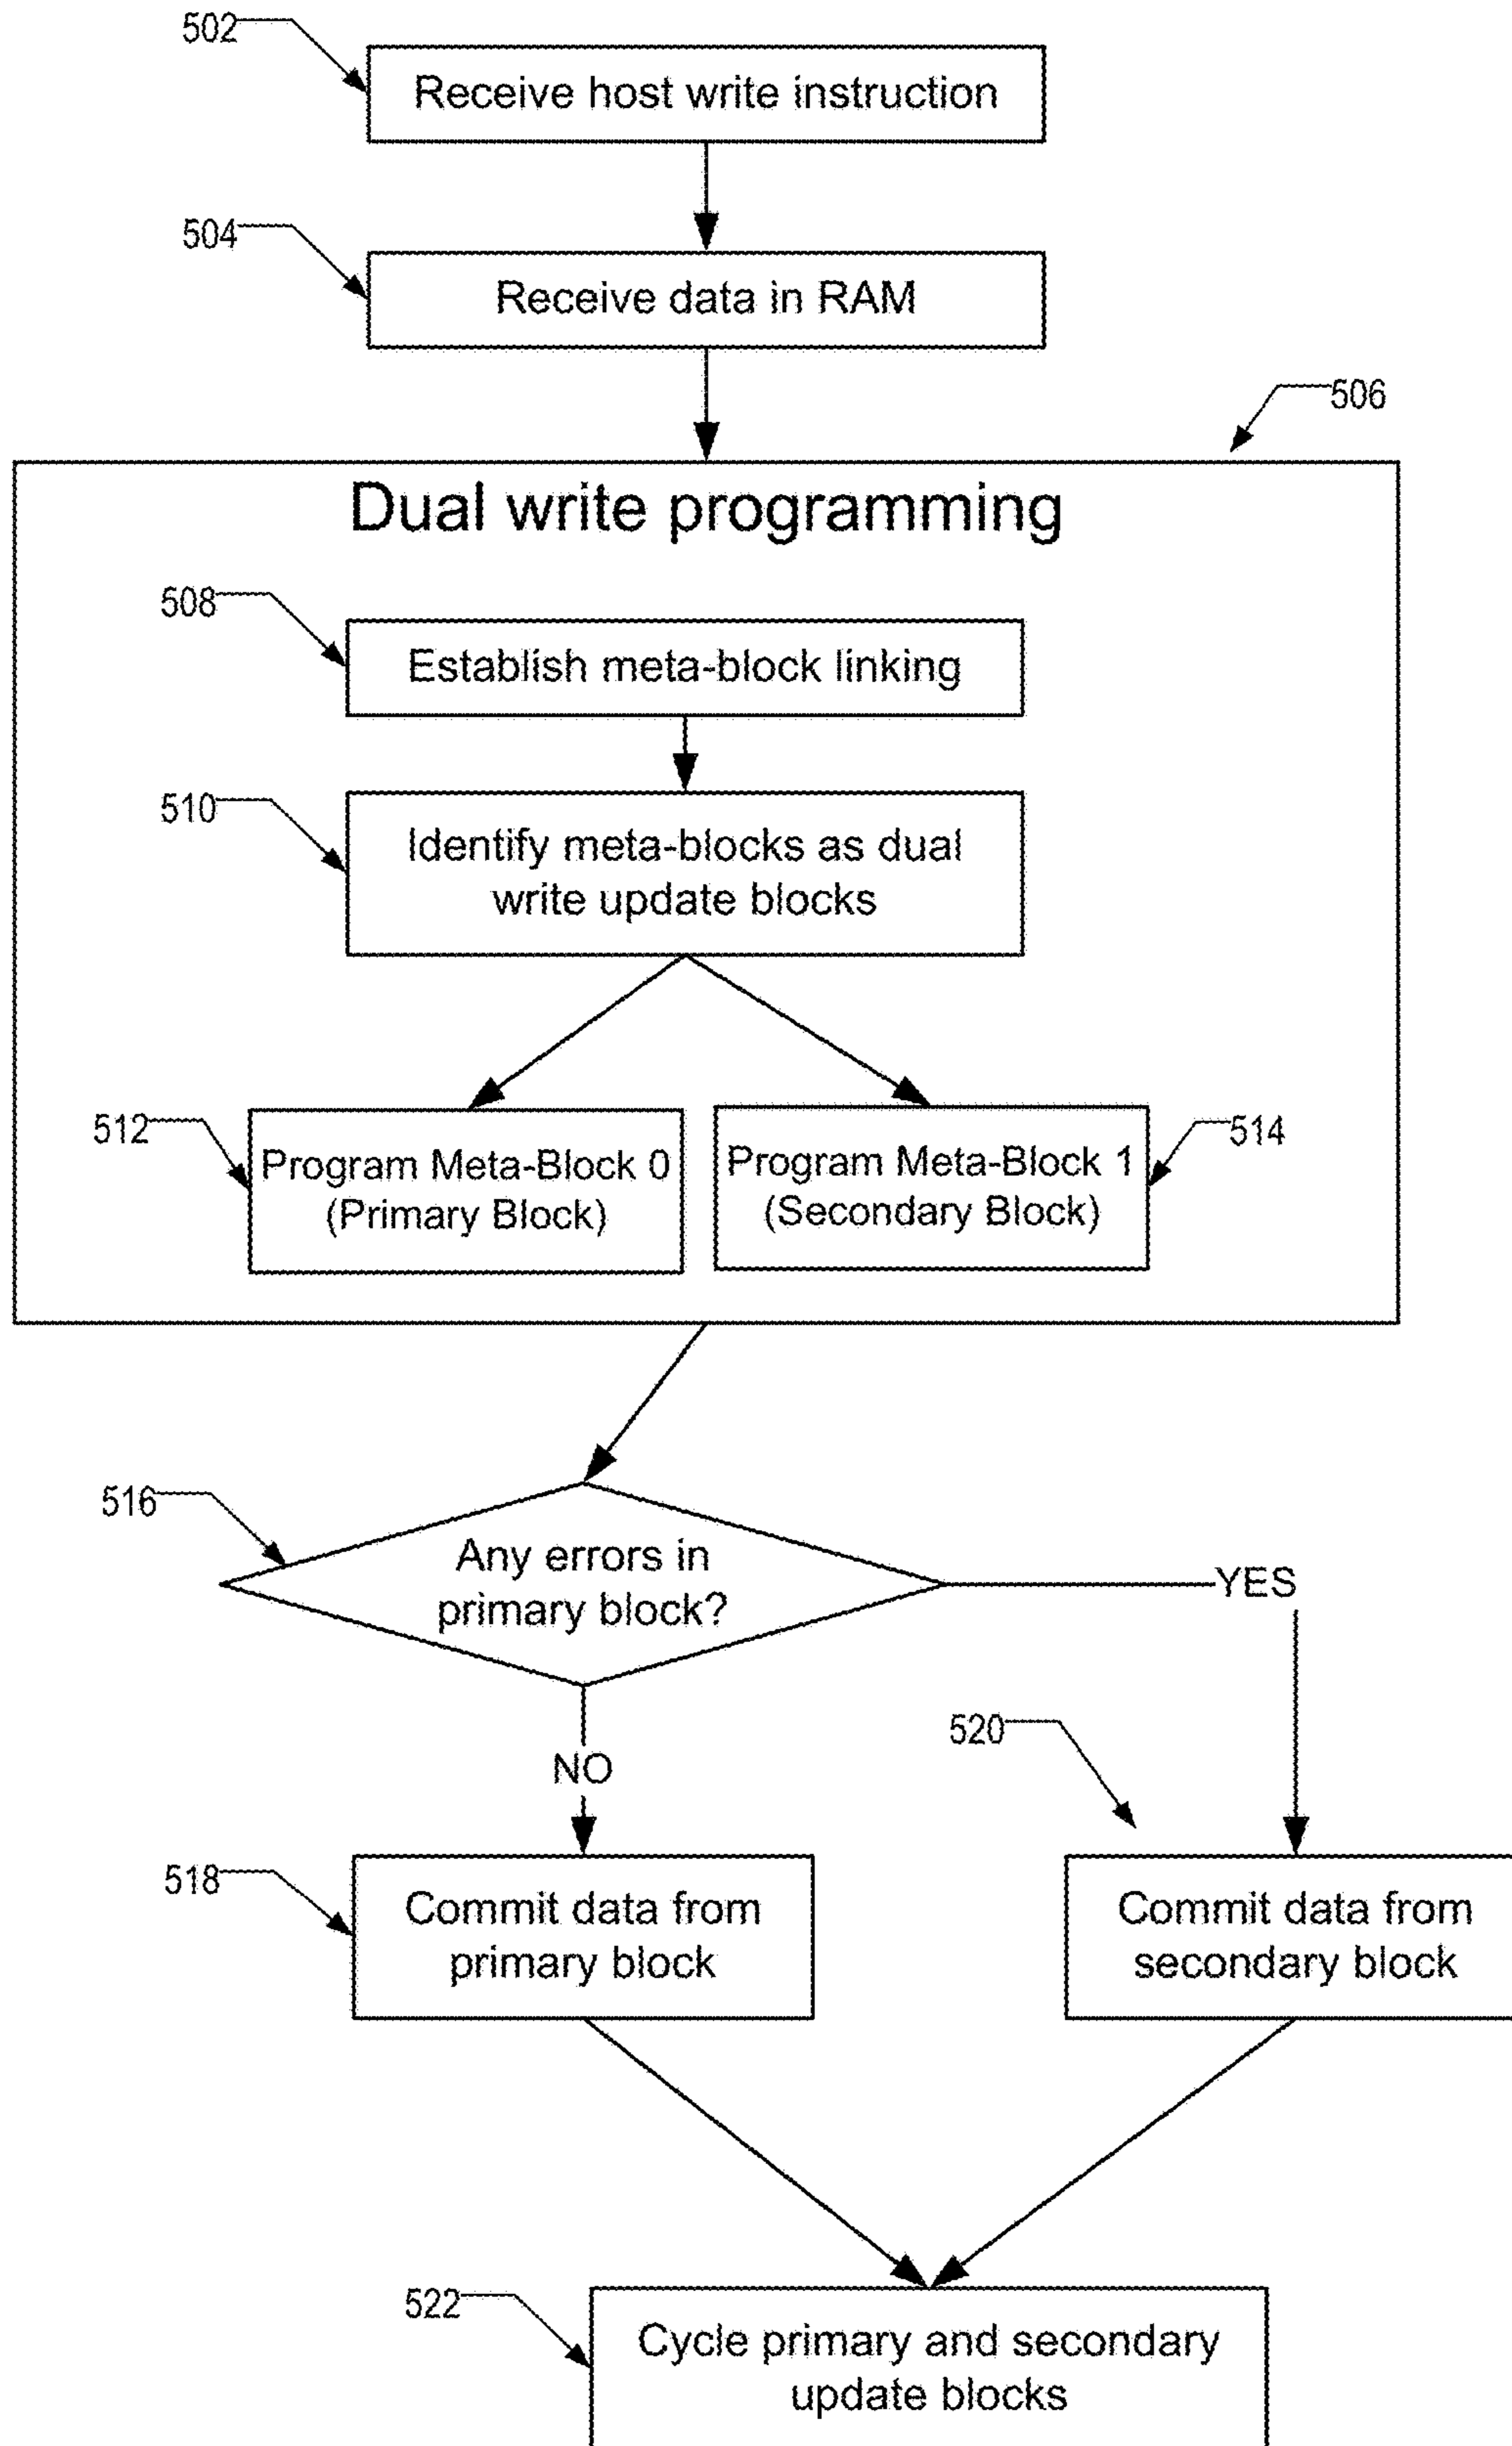 502
Receive host write instruction
504
Receive data in RAM
506
Dual write programming
508
Establish meta-block linking
510
Identify meta-blocks as dual
write update blocks
512
Program Meta-Block 0
(Primary Block)
Program Meta-Block 1
(Secondary Block)
514
516
Any errors in
primary block?
YES
NO
520
518
Commit data from
primary block
Commit data from
secondary block
522
Cycle primary and secondary
update blocks